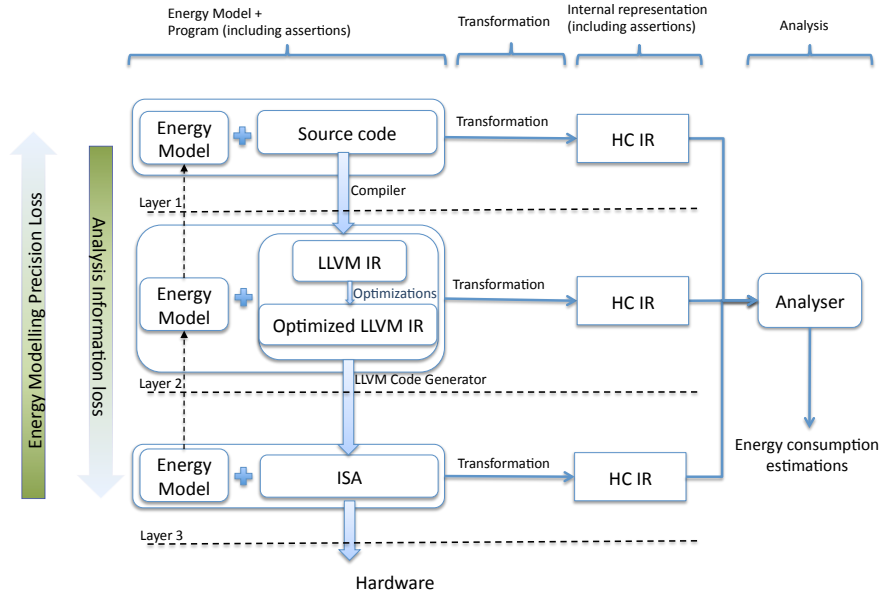 Energy Model +
Program (including assertions)
Transformation
Internal representation
(including assertions)
Analysis
Energy Modelling Precision Loss
Analysis Information loss
Energy
Model
Source code
Transformation
HC IR
Compiler
Layer 1
LLVM IR
Optimizations
Optimized LLVM IR
Energy
Model
Transformation
HC IR
Analyser
Layer 2
LLVM Code Generator
Energy consumption
estimations
Energy
Model
ISA
Transformation
HC IR
Layer 3
Hardware